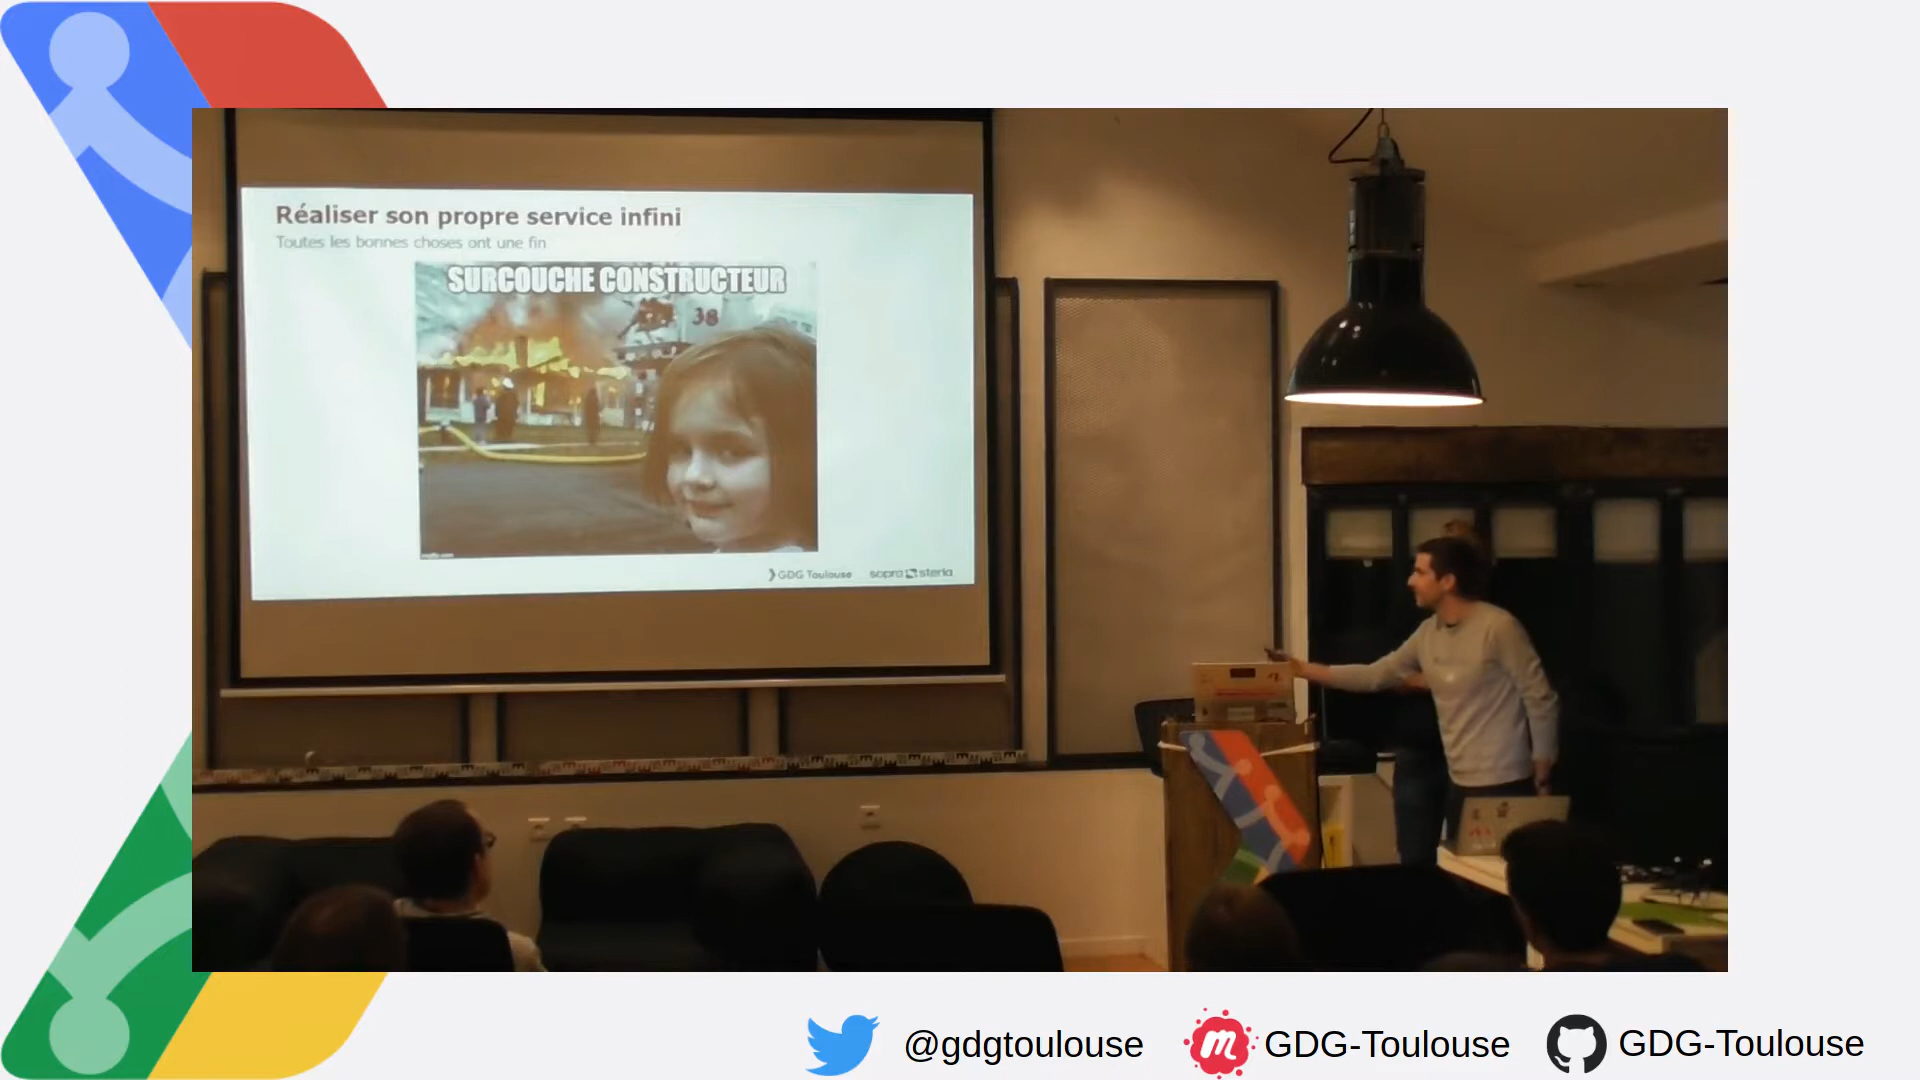 Réaliser son propre service infini
Toutes les bonnes choses ont une fin
SURCOUCHE CONSTRUCTEUR
38
GDG Toulouse sopra steria
@gdgtoulouse GDG-Toulouse GDG-Toulouse